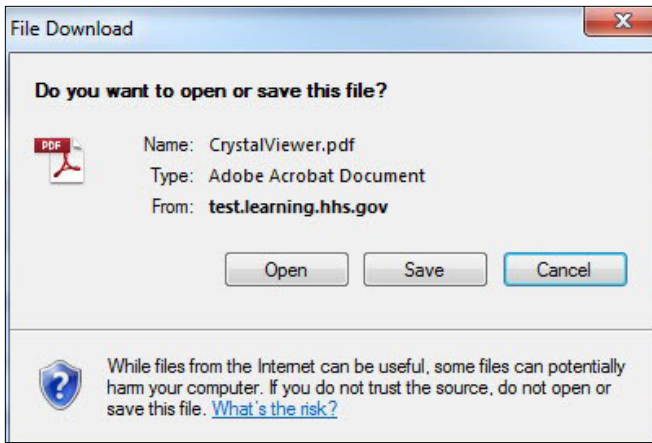 File Download
x
Do you want to open or save this file?
PDF
Name: CrystalViewer.pdf
Type: Adobe Acrobat Document
From: test.learning.hhs.gov
Open Save Cancel
While files from the Internet can be useful, some files can potentially
harm your computer. If you do not trust the source, do not open or
save this file. What's the risk?
?